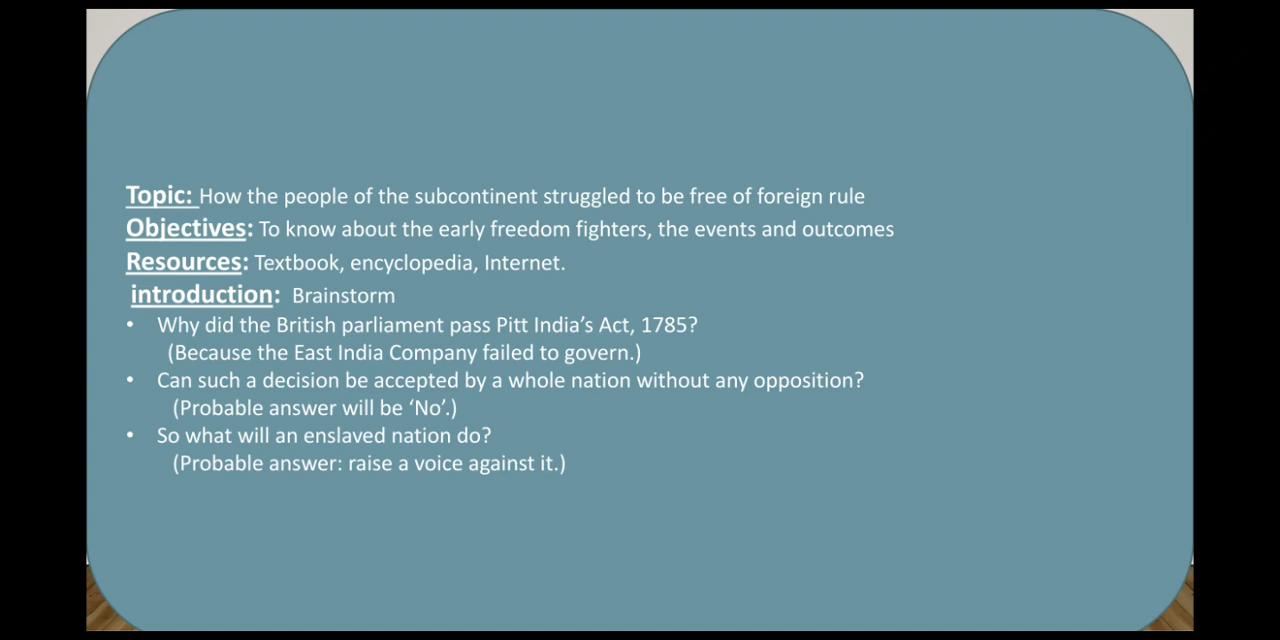 Topic: How the people of the subcontinent struggled to be free of foreign rule
Objectives: To know about the early freedom fighters, the events and outcomes
Resources: Textbook, encyclopedia, Internet.
introduction: Brainstorm
• Why did the British parliament pass Pitt India’s Act, 1785?
(Because the East India Company failed to govern.)
• Can such a decision be accepted by a whole nation without any opposition?
(Probable answer will be ‘No’.)
• So what will an enslaved nation do?
(Probable answer: raise a voice against it.)